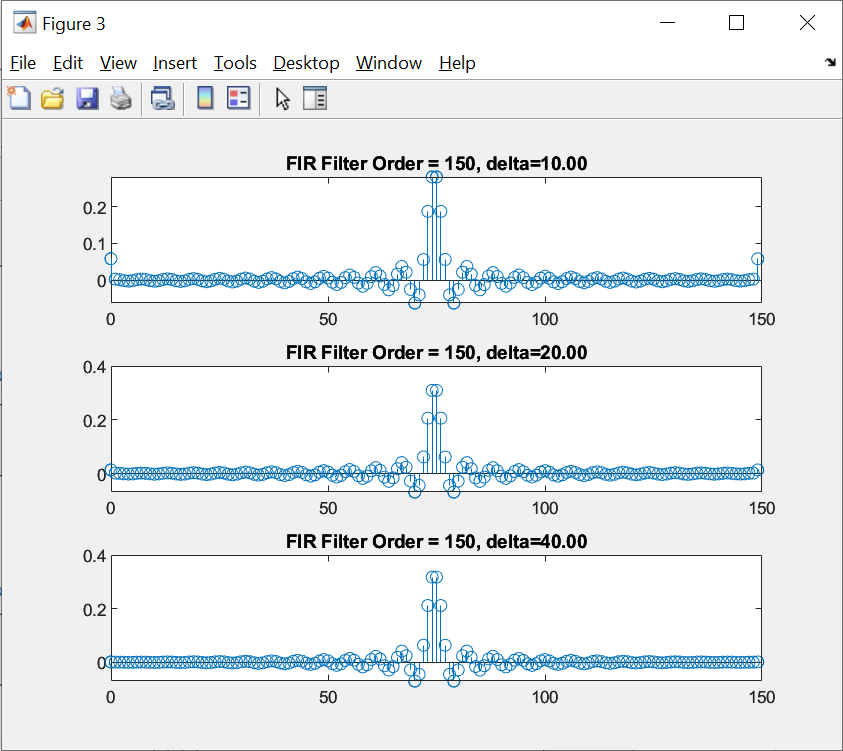 Figure 3
File Edit View Insert Tools Desktop Window Help
FIR Filter Order = 150, delta=10.00
0.2
0.1
0
0 50 100 150
FIR Filter Order = 150, delta=20.00
0.4
0.2
0
0 50 100 150
FIR Filter Order = 150, delta=40.00
0.4
0.2
0
0 50 100 150